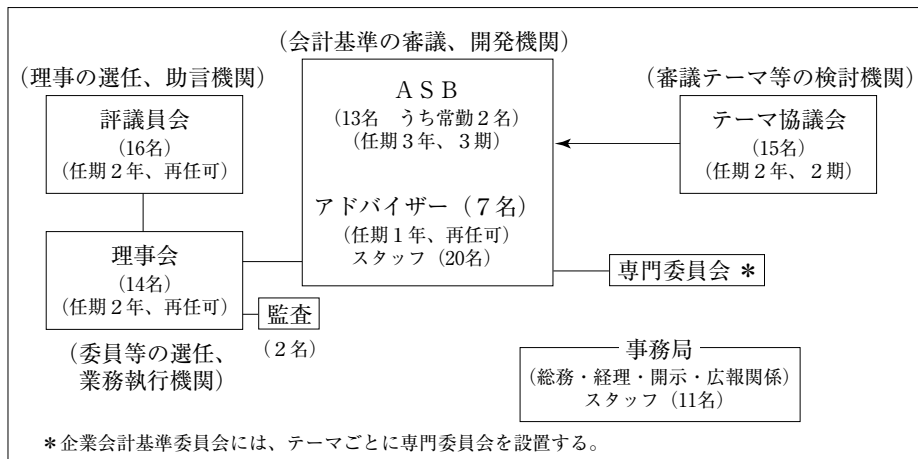 (会計基準の審議、開発機関)
(理事の選任、助言機関)
(審議テーマ等の検討機関)
評議員会
(16名)
(任期2年、再任可)
ASB
(13名 うち常勤2名)
(任期3年、3期)
アドバイザー(7名)
(任期1年、再任可)
スタッフ(20名)
テーマ協議会
(15名)
(任期2年、2期)
理事会
(14名)
(任期2年、再任可)
専門委員会 *
監査
(2名)
(委員等の選任、
業務執行機関)
事務局
(総務・経理・開示・広報関係)
スタッフ(11名)
*企業会計基準委員会には、テーマごとに専門委員会を設置する。